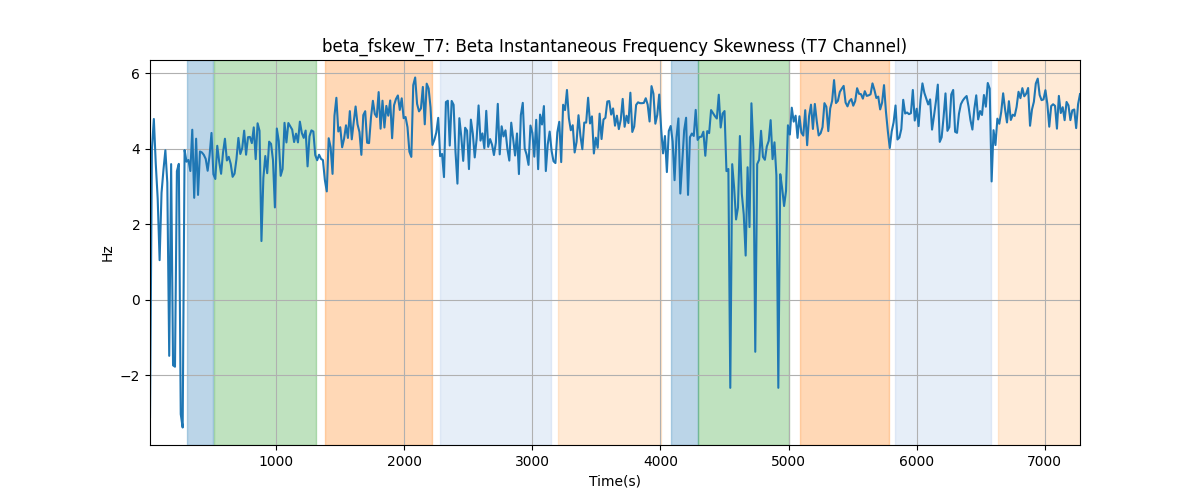 beta_fskew_T7: Beta Instantaneous Frequency Skewness (T7 Channel)
6
4
2
0
−2
Hz
1000 2000 3000 4000 5000 6000 7000
Time(s)